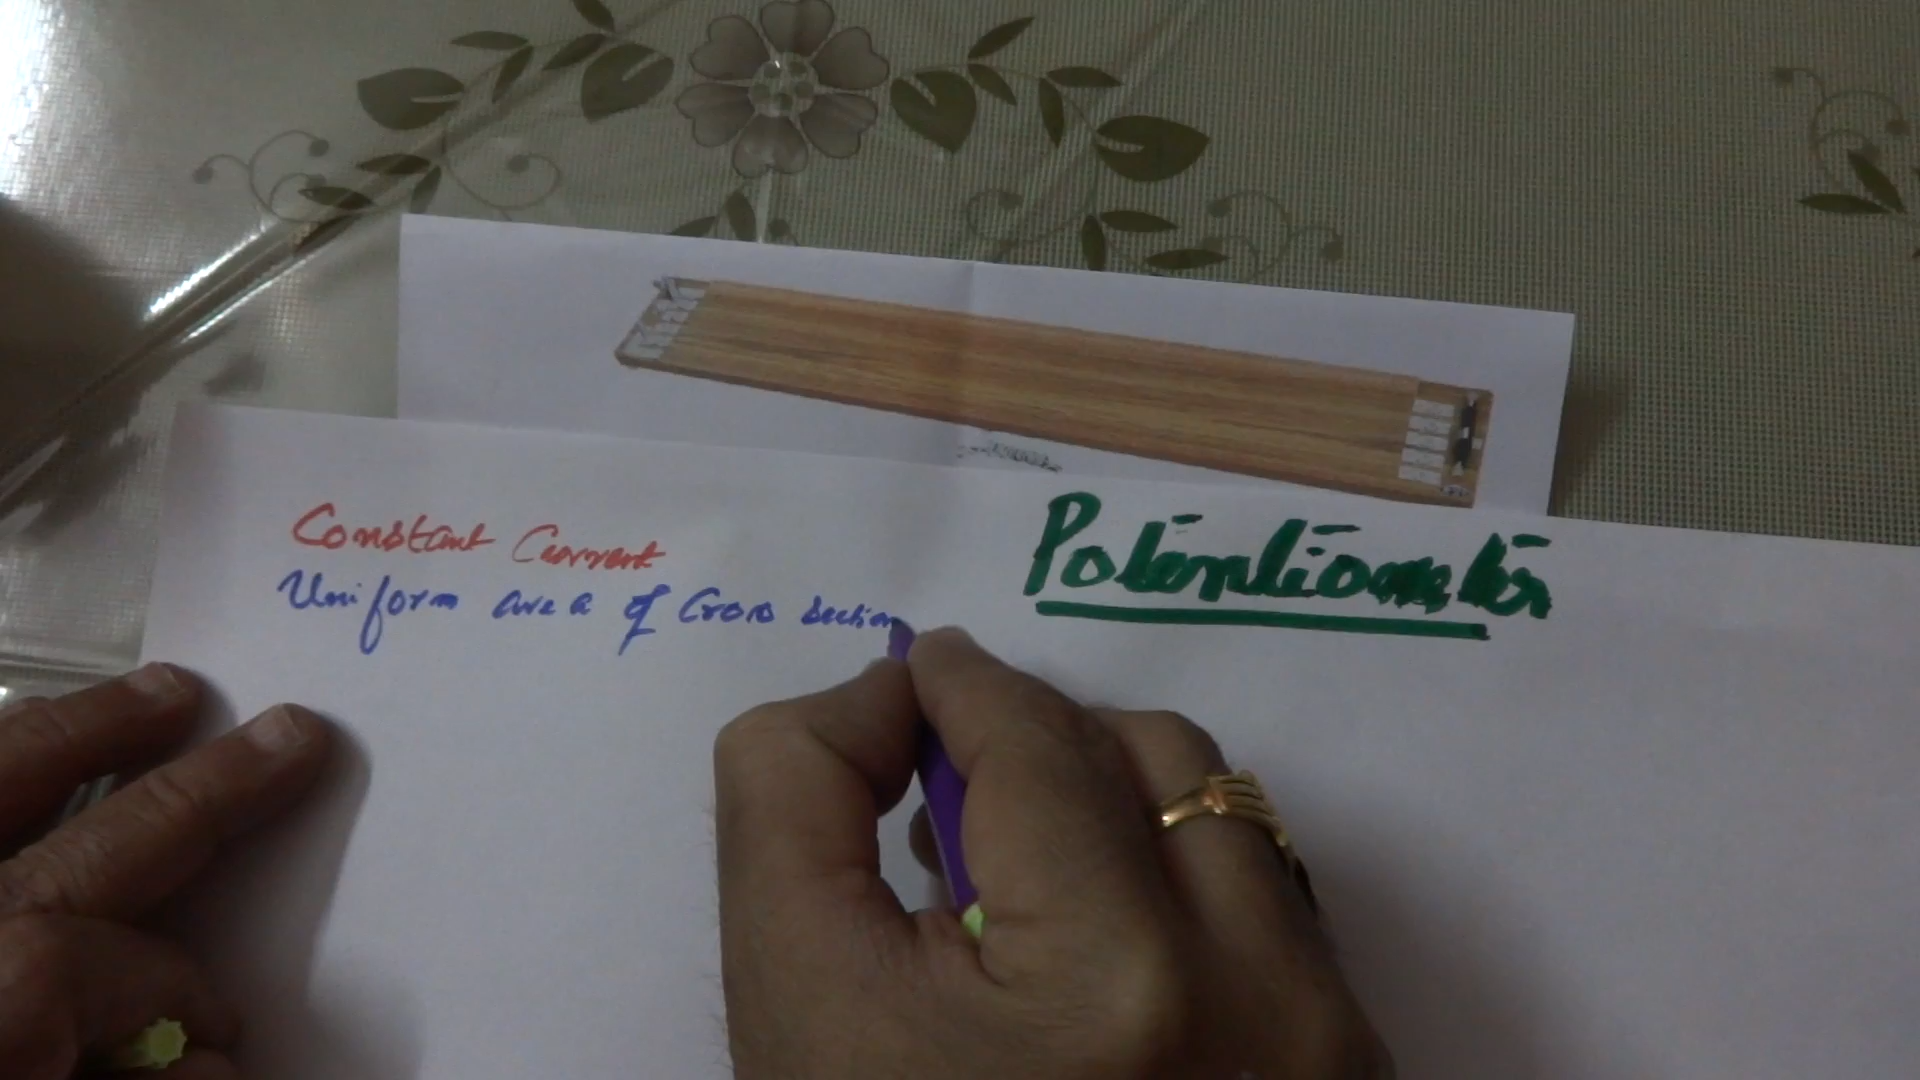 Potentiometer
Constant Current
Uniform area of Cross section